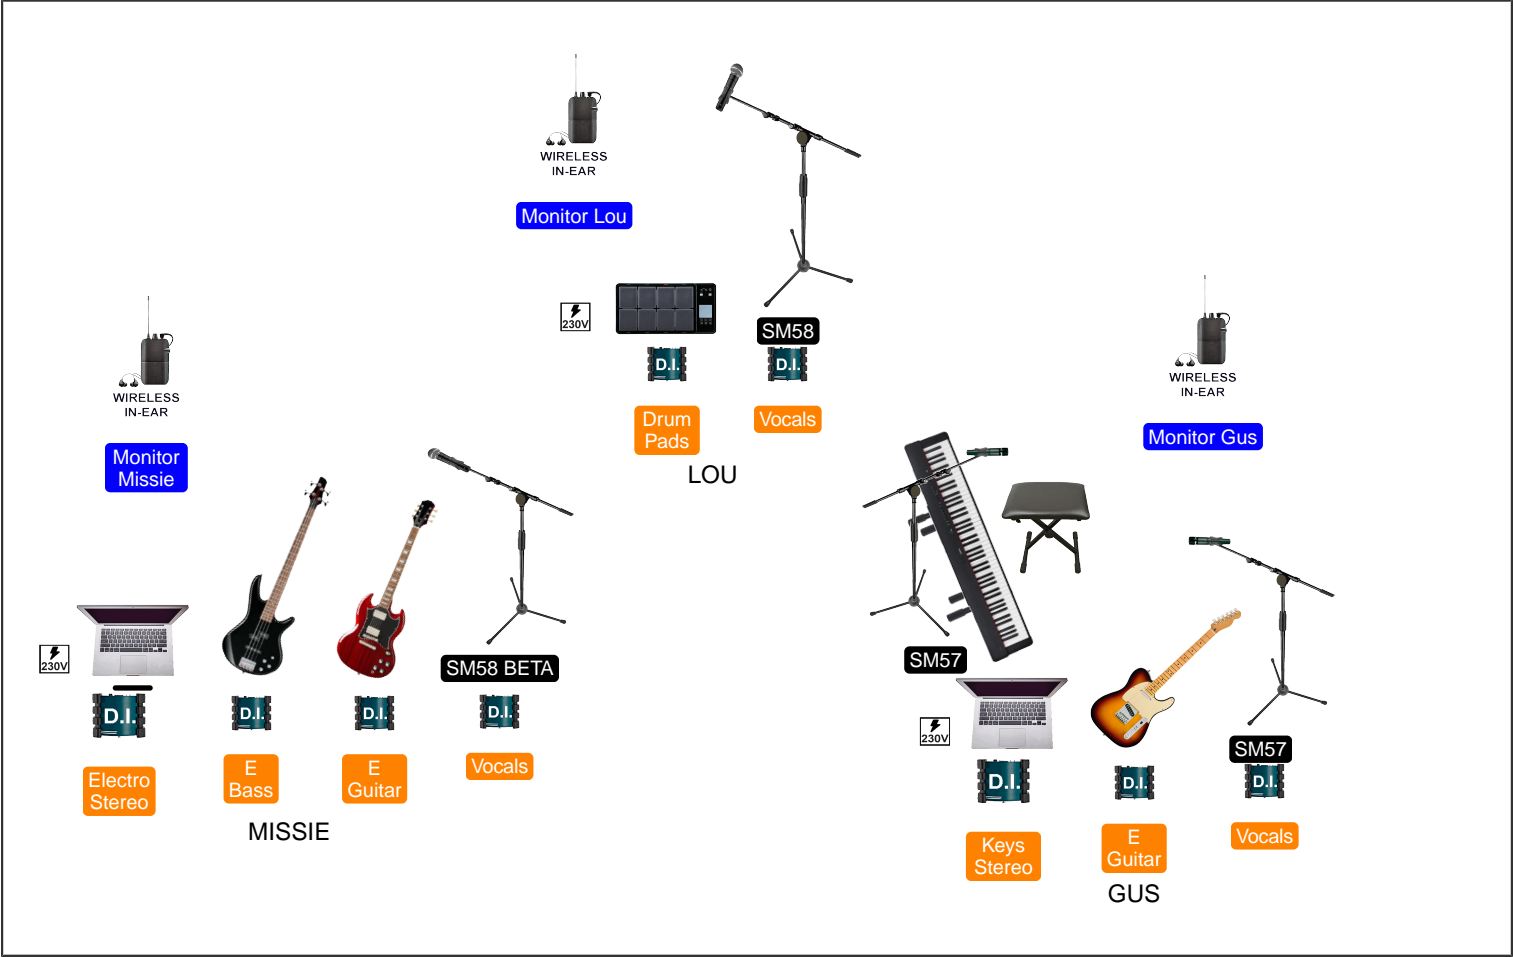 WIRELESS
IN-EAR
Monitor Lou
230V
SM58
D.I.
D.I.
Drum
Pads
Vocals
LOU
WIRELESS
IN-EAR
Monitor
Missie
230V
SM58 BETA
D.I.
D.I.
D.I.
D.I.
Electro
Stereo
E
Bass
E
Guitar
Vocals
MISSIE
WIRELESS
IN-EAR
Monitor Gus
SM57
230V
SM57
D.I.
D.I.
D.I.
Keys
Stereo
E
Guitar
Vocals
GUS